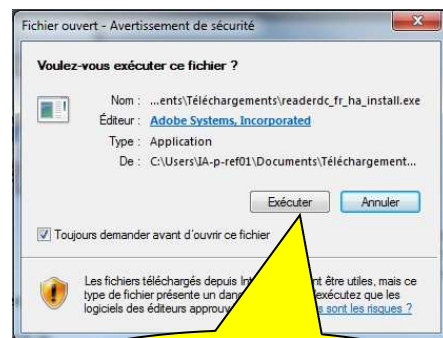 Fichier ouvert - Avertissement de sécurité
Voulez-vous exécuter ce fichier ?
Nom : ...ents\Téléchargements\readerdc_fr_ha_install.exe
Éditeur : Adobe Systems, Incorporated
Type : Application
De : C:\Users\IA-p-ref01\Documents\Téléchargement...
Exécuter Annuler
Toujours demander avant d'ouvrir ce fichier
Les fichiers téléchargés depuis être utiles, mais ce
type de fichier présente un exécutez que les
logiciels des éditeurs sont les risques ?